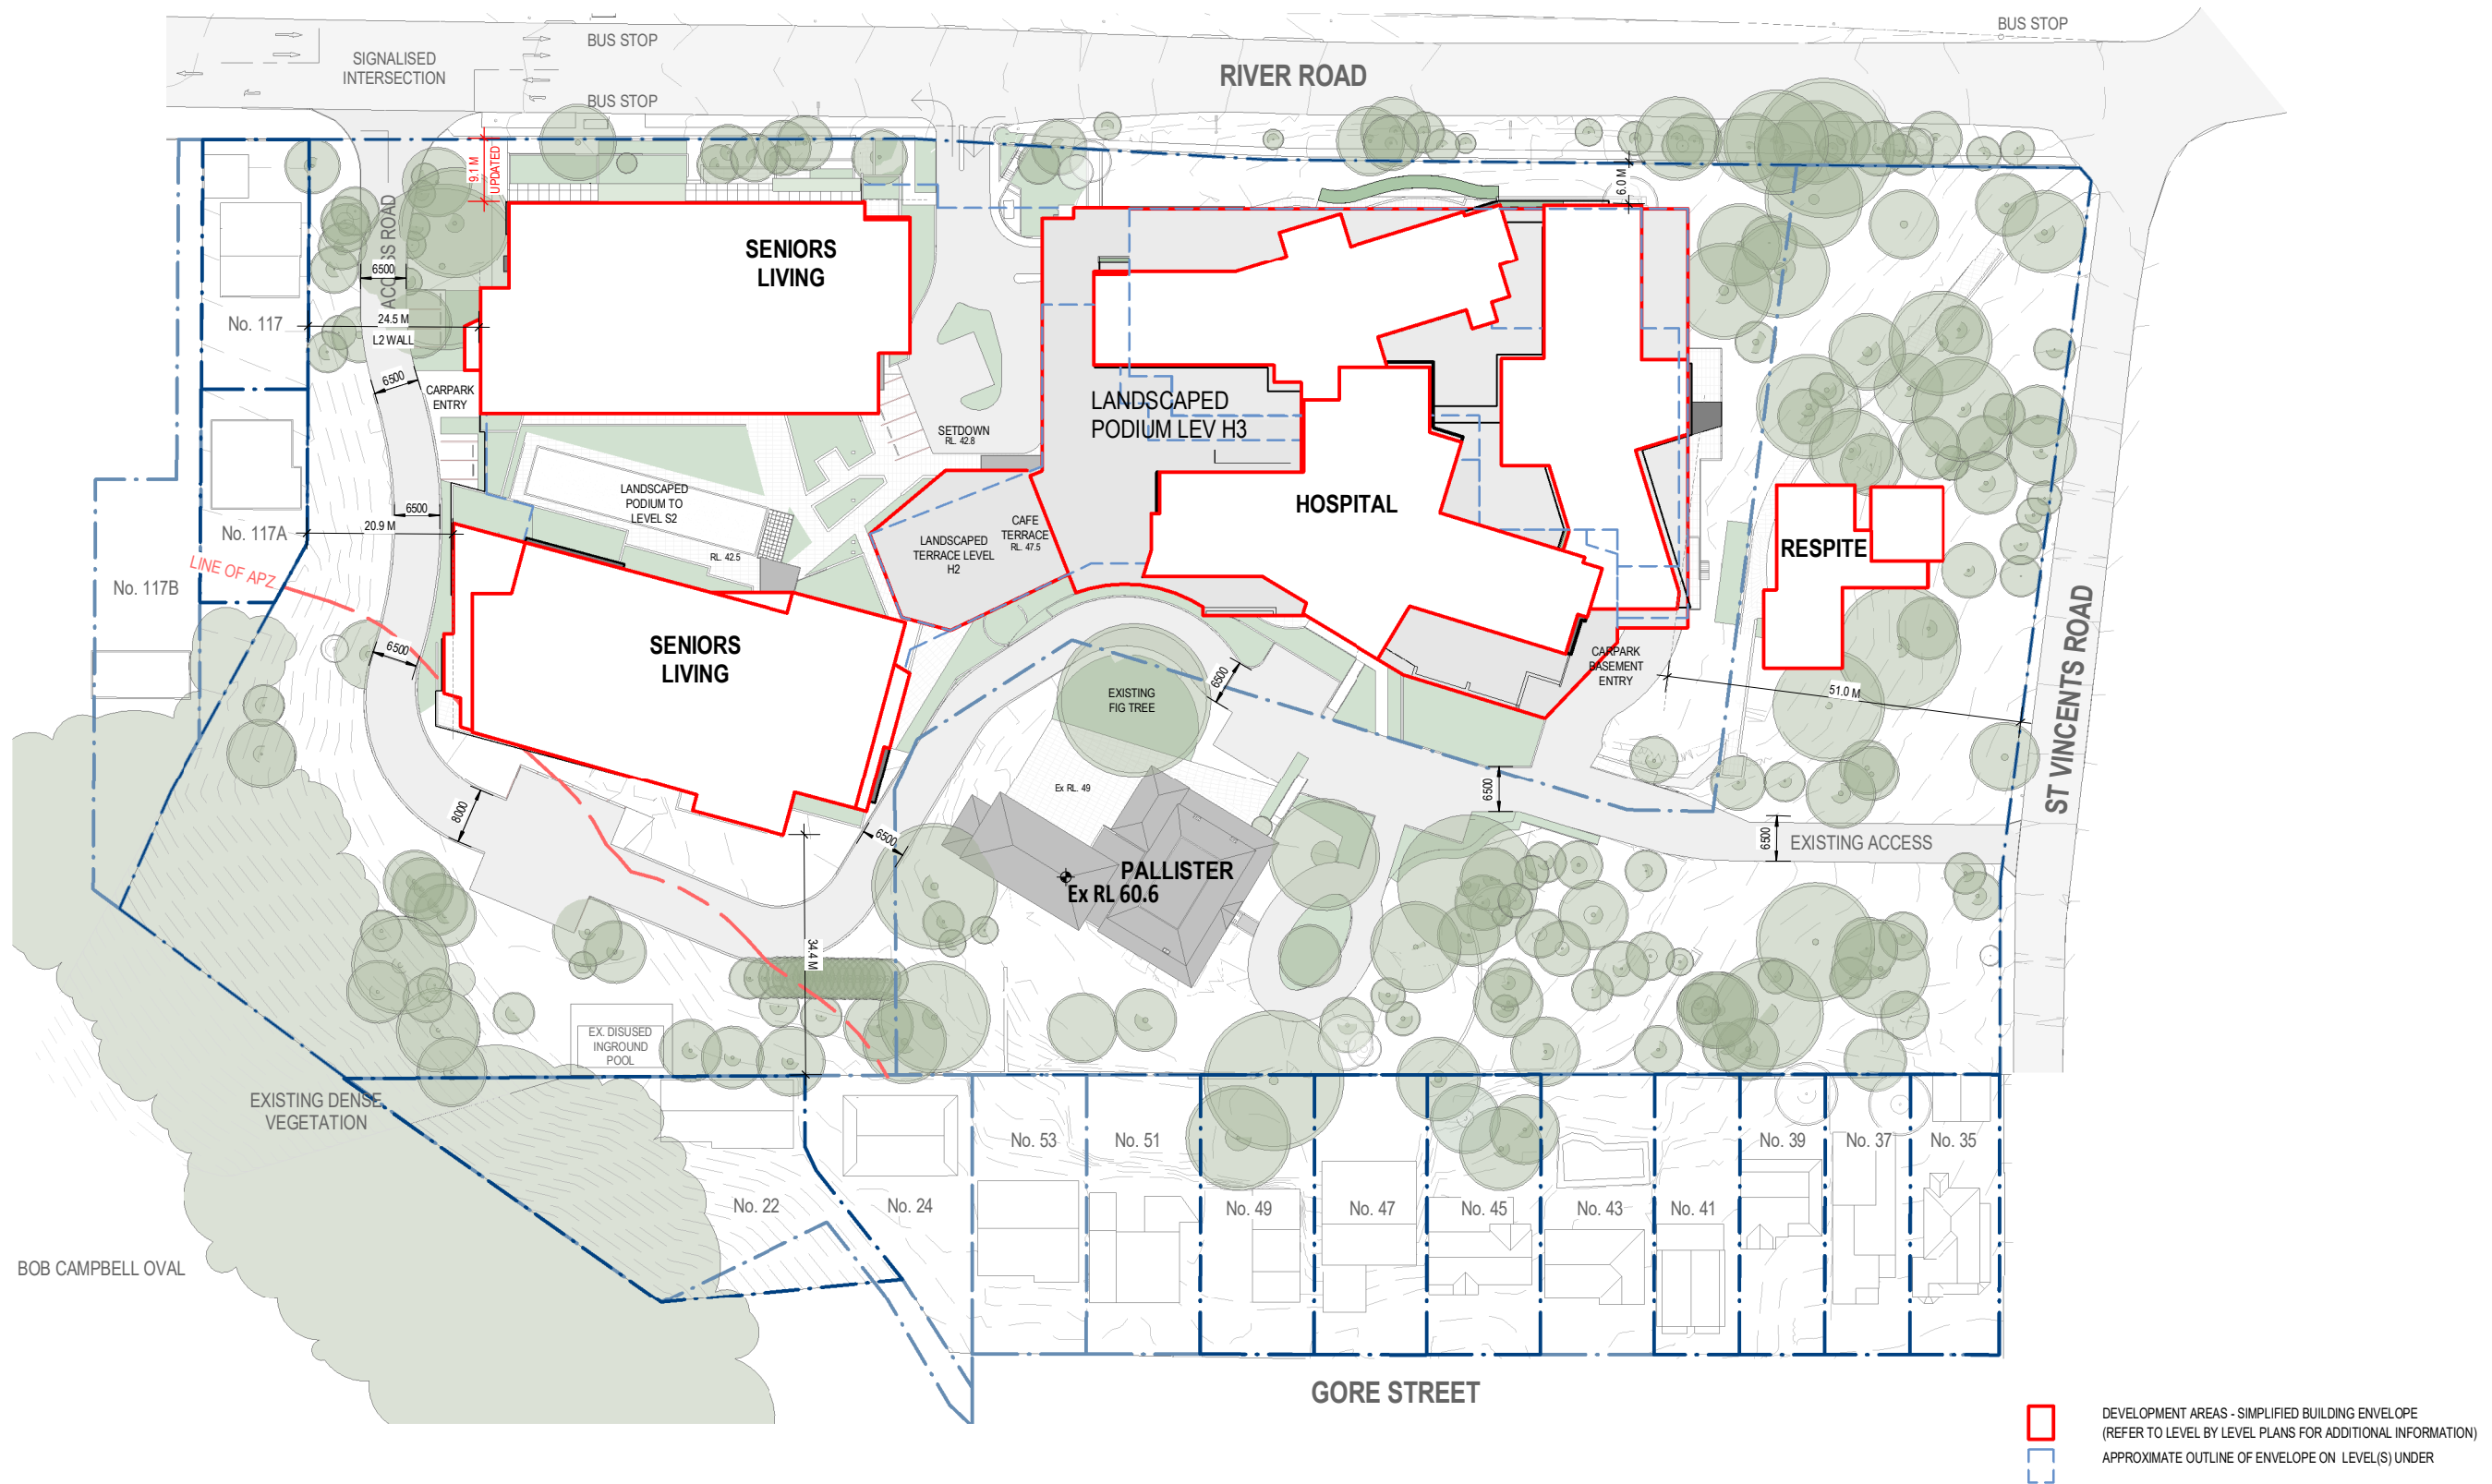 BUS STOP
BUS STOP
SIGNALISED
INTERSECTION
RIVER ROAD
BUS STOP
9.1 M
UPDATED
6.0 M
ACCESS ROAD
SENIORS
LIVING
6500
24.5 M
L2 WALL
No. 117
6500
CARPARK
ENTRY
LANDSCAPED
PODIUM LEV H3
SETDOWN
RL. 42.8
LANDSCAPED
PODIUM TO
LEVEL S2
HOSPITAL
6500
20.9 M
No. 117A
CAFE
TERRACE
RL. 47.5
LANDSCAPED
TERRACE LEVEL
H2
RL. 42.5
RESPITE
LINE OF APZ
No. 117B
6500
SENIORS
LIVING
CARPARK
BASEMENT
ENTRY
6500
EXISTING
FIG TREE
51.0 M
ST VINCENTS ROAD
Ex RL. 49
6500
8000
6500
6500
EXISTING ACCESS
PALLISTER
Ex RL 60.6
34.4 M
EX. DISUSED
INGROUND
POOL
EXISTING DENSE
VEGETATION
No. 53
No. 51
No. 39
No. 37
No. 35
No. 22
No. 24
No. 49
No. 47
No. 45
No. 43
No. 41
BOB CAMPBELL OVAL
GORE STREET
DEVELOPMENT AREAS - SIMPLIFIED BUILDING ENVELOPE
(REFER TO LEVEL BY LEVEL PLANS FOR ADDITIONAL INFORMATION)
APPROXIMATE OUTLINE OF ENVELOPE ON LEVEL(S) UNDER